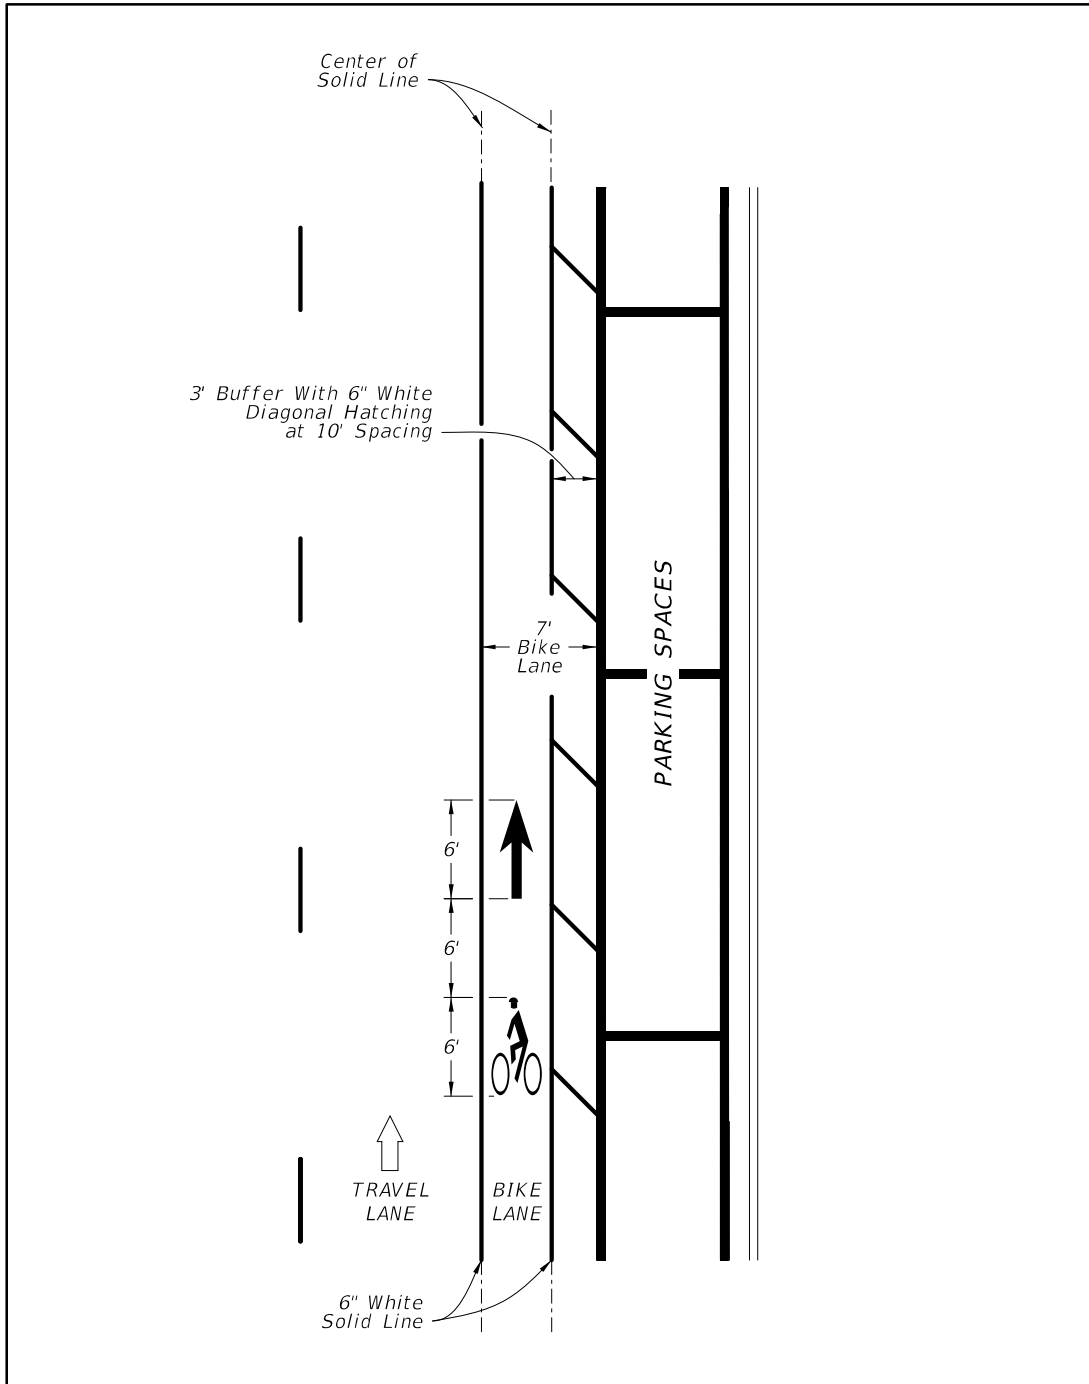 Center of
Solid Line
3' Buffer With 6" White
Diagonal Hatching
at 10' Spacing
7'
Bike
Lane
PARKING SPACES
6'
6'
6'
TRAVEL
LANE
BIKE
LANE
6" White
Solid Line